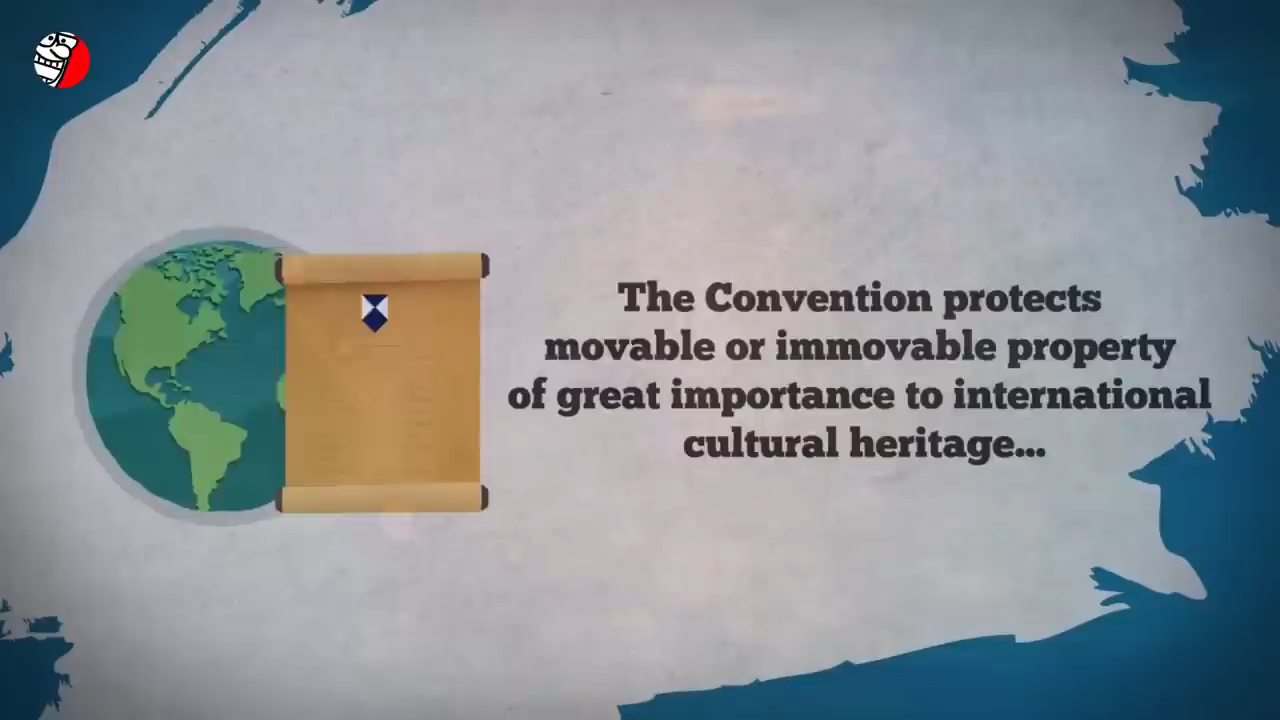 The Convention protects
movable or immovable property
of great importance to international
cultural heritage...